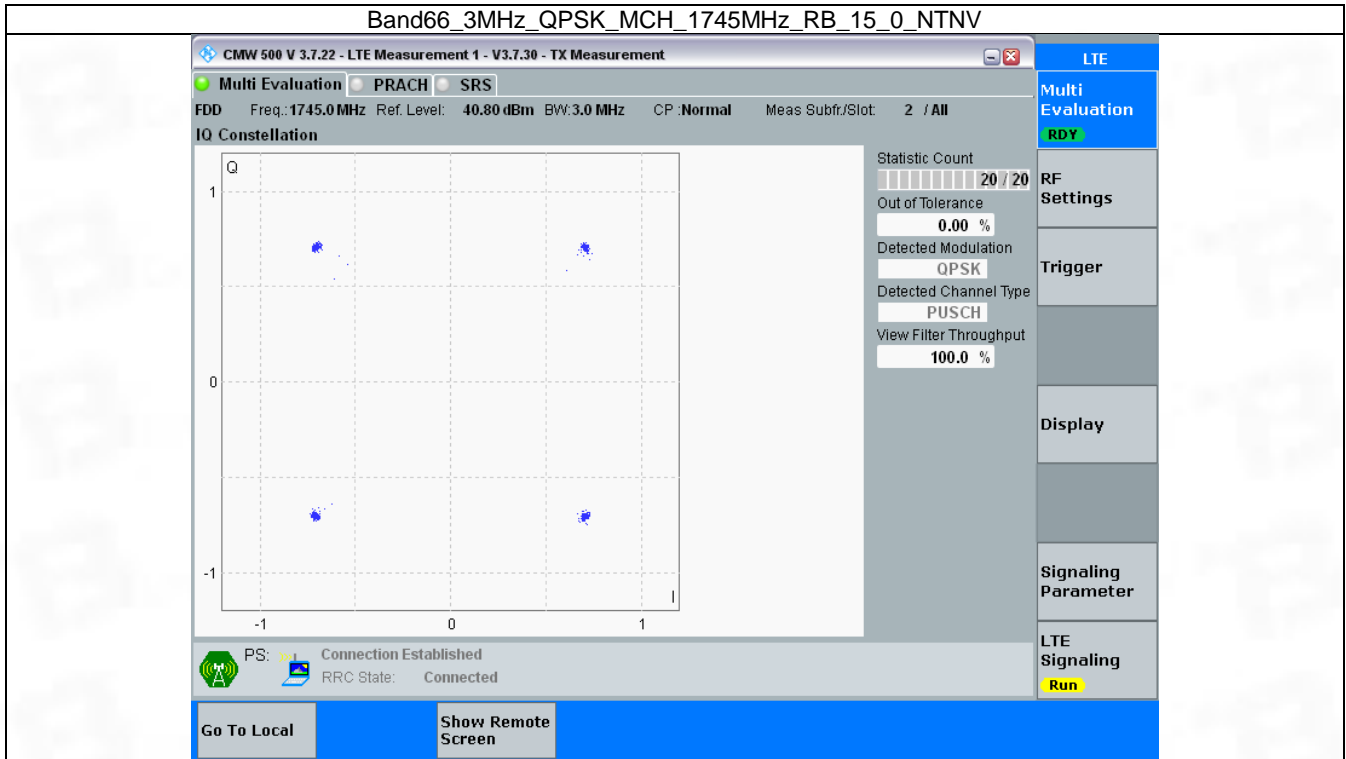 Band66_3MHz_QPSK_MCH_1745MHz_RB_15_0_NTNV
CMW 500 V 3.7.22 - LTE Measurement 1 - V3.7.30 - TX Measurement
Multi Evaluation PRACH SRS
FDD Freq.: 1745.0 MHz Ref. Level: 40.80 dBm BW: 3.0 MHz CP : Normal Meas Subfr./Slot: 2 / All
IQ Constellation
Q
1
0
-1
I
-1 0 1
Statistic Count
20 / 20
Out of Tolerance
0.00 %
Detected Modulation
QPSK
Detected Channel Type
PUSCH
View Filter Throughput
100.0 %
PS: Connection Established
RRC State: Connected
Go To Local
Show Remote
Screen
LTE
Multi
Evaluation
RDY
RF
Settings
Trigger
Display
Signaling
Parameter
LTE
Signaling
Run